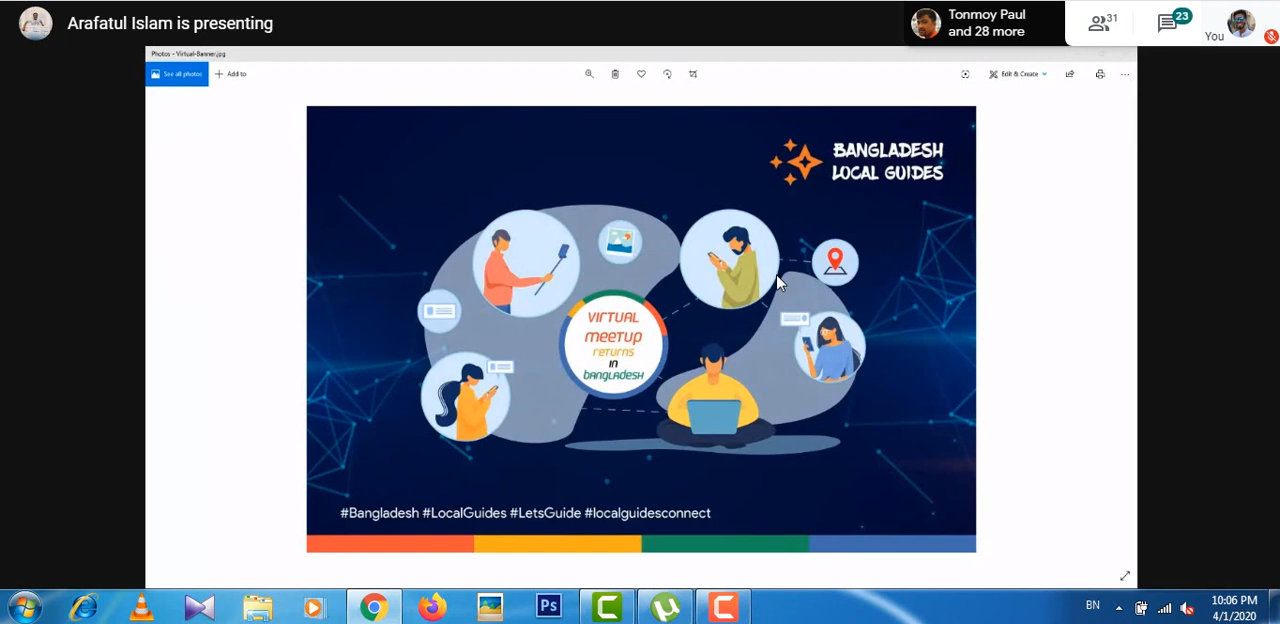 Arafatul Islam is presenting
Tonmoy Paul
and 28 more
31
23
You
Photos - Virtual-Banner.jpg
See all photos
Add to
Edit & Create
BANGLADESH
LOCAL GUIDES
VIRTUAL
MEETUP
RETURNS
IN
BANGLADESH
#Bangladesh #LocalGuides #LetsGuide #localguidesconnect
Ps
BN
10:06 PM
4/1/2020